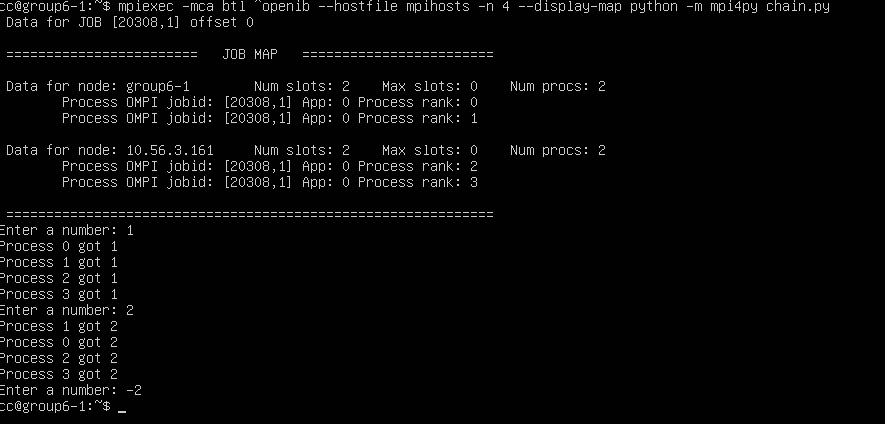 cc@group6-1:~$ mpiexec -mca btl ^openib --hostfile mpihosts -n 4 --display-map python -m mpi4py chain.py
Data for JOB [20308,1] offset 0
======================== JOB MAP ========================
Data for node: group6-1 Num slots: 2 Max slots: 0 Num procs: 2
Process OMPI jobid: [20308,1] App: 0 Process rank: 0
Process OMPI jobid: [20308,1] App: 0 Process rank: 1
Data for node: 10.56.3.161 Num slots: 2 Max slots: 0 Num procs: 2
Process OMPI jobid: [20308,1] App: 0 Process rank: 2
Process OMPI jobid: [20308,1] App: 0 Process rank: 3
=============================================================
Enter a number: 1
Process 0 got 1
Process 1 got 1
Process 2 got 1
Process 3 got 1
Enter a number: 2
Process 1 got 2
Process 0 got 2
Process 2 got 2
Process 3 got 2
Enter a number: -2
cc@group6-1:~$ _